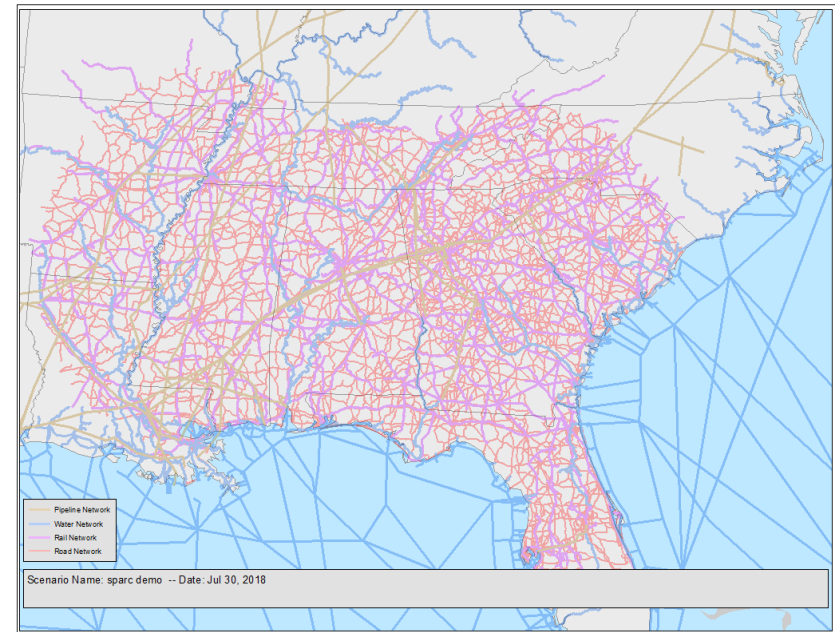 Pipeline Network
Water Network
Rail Network
Road Network
Scenario Name: sparc demo -- Date: Jul 30, 2018